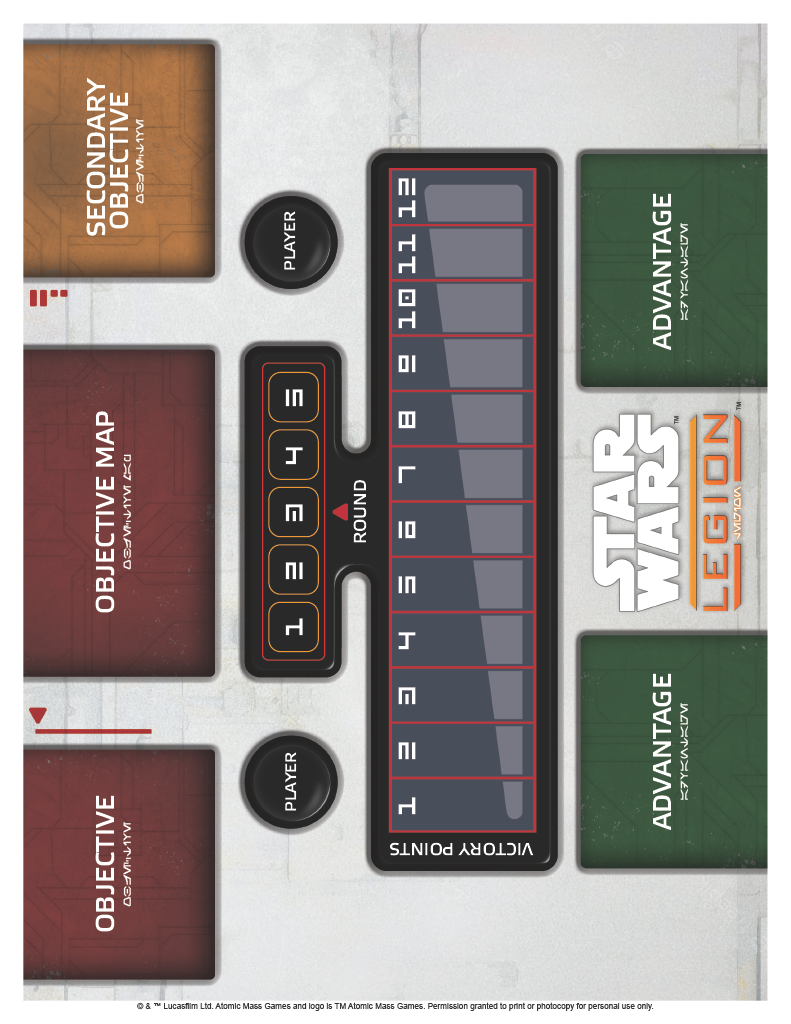 OBJECTIVE
OBJECTIVE MAP
SECONDARY
OBJECTIVE
PLAYER
1 2 3 4 5
PLAYER
ROUND
VICTORY POINTS
1 2 3 4 5 6 7 8 9 10 11 12
ADVANTAGE
STAR
WARS™
LEGION™
ADVANTAGE
© & ™ Lucasfilm Ltd. Atomic Mass Games and logo is TM Atomic Mass Games. Permission granted to print or photocopy for personal use only.